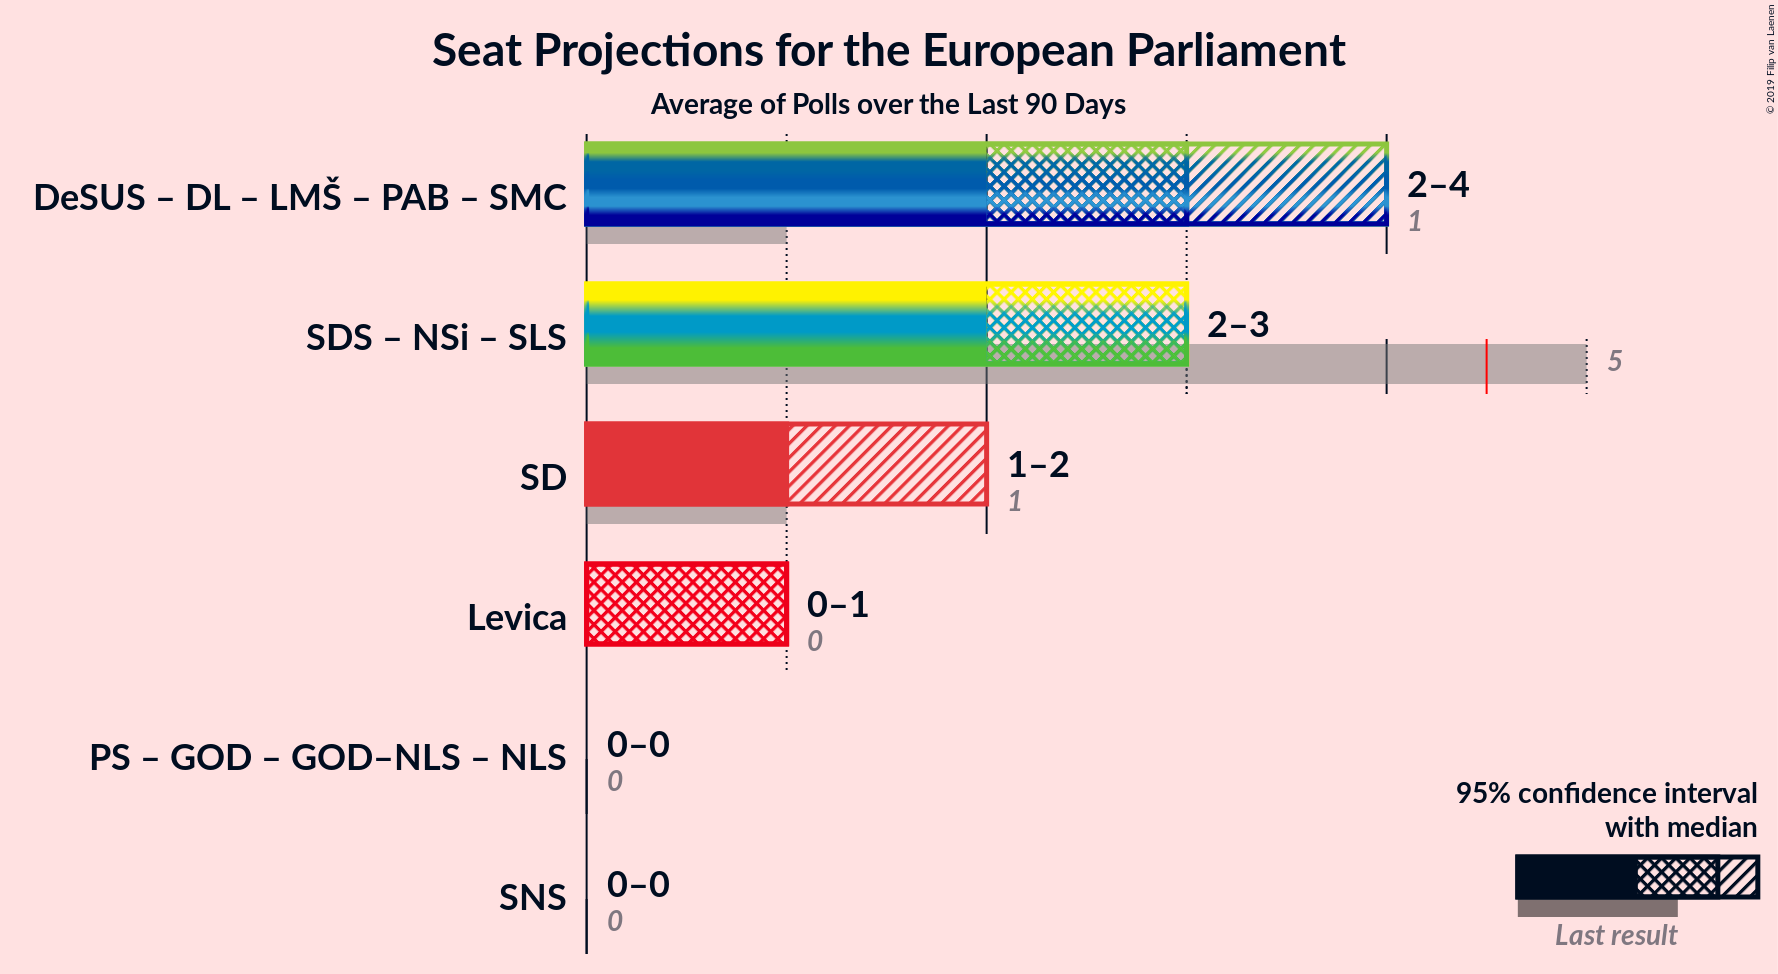 Seat Projections for the European Parliament
Average of Polls over the Last 90 Days
© 2019 Filip van Laenen
DeSUS – DL – LMŠ – PAB – SMC
2–4
1
SDS – NSi – SLS
2–3
5
SD
1–2
1
Levica
0–1
0
PS – GOD – GOD–NLS – NLS
0–0
0
SNS
0–0
0
95% confidence interval
with median
Last result